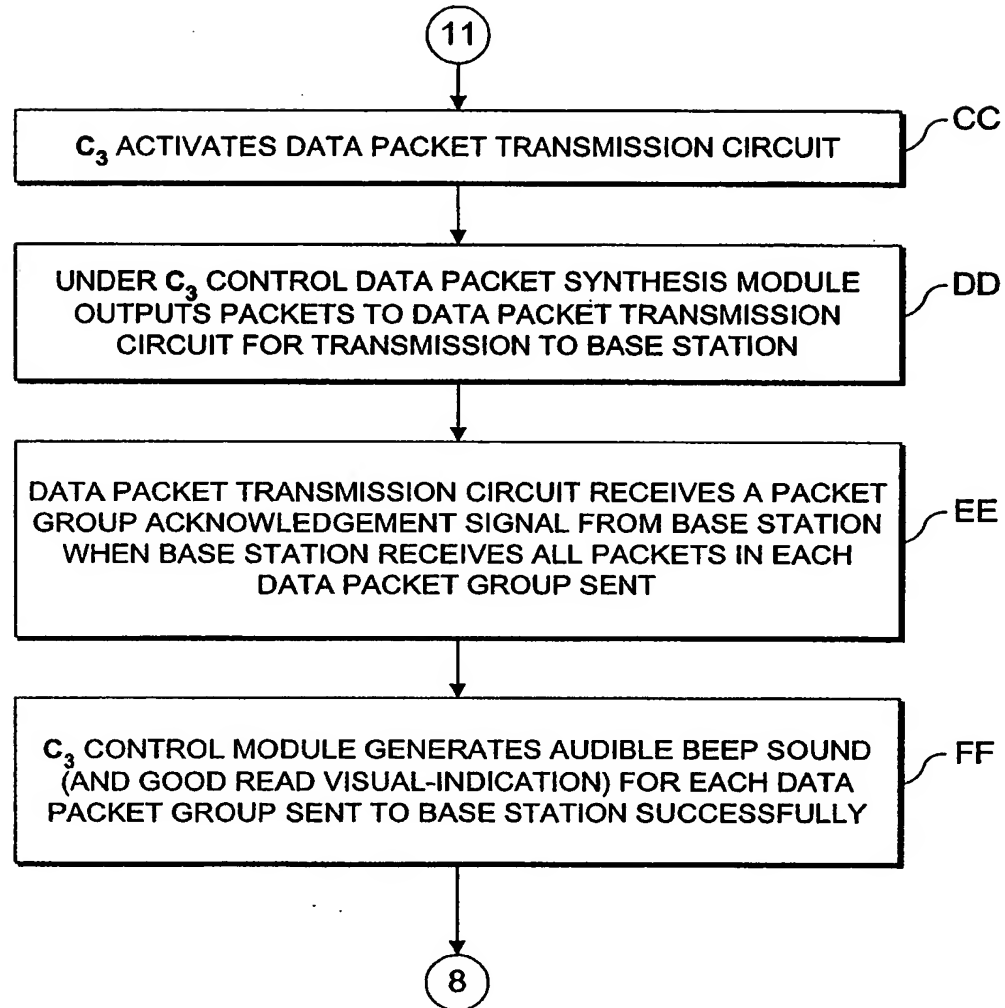 11
C₃ ACTIVATES DATA PACKET TRANSMISSION CIRCUIT
CC
UNDER C₃ CONTROL DATA PACKET SYNTHESIS MODULE
OUTPUTS PACKETS TO DATA PACKET TRANSMISSION
CIRCUIT FOR TRANSMISSION TO BASE STATION
DD
DATA PACKET TRANSMISSION CIRCUIT RECEIVES A PACKET
GROUP ACKNOWLEDGEMENT SIGNAL FROM BASE STATION
WHEN BASE STATION RECEIVES ALL PACKETS IN EACH
DATA PACKET GROUP SENT
EE
C₃ CONTROL MODULE GENERATES AUDIBLE BEEP SOUND
(AND GOOD READ VISUAL-INDICATION) FOR EACH DATA
PACKET GROUP SENT TO BASE STATION SUCCESSFULLY
FF
8